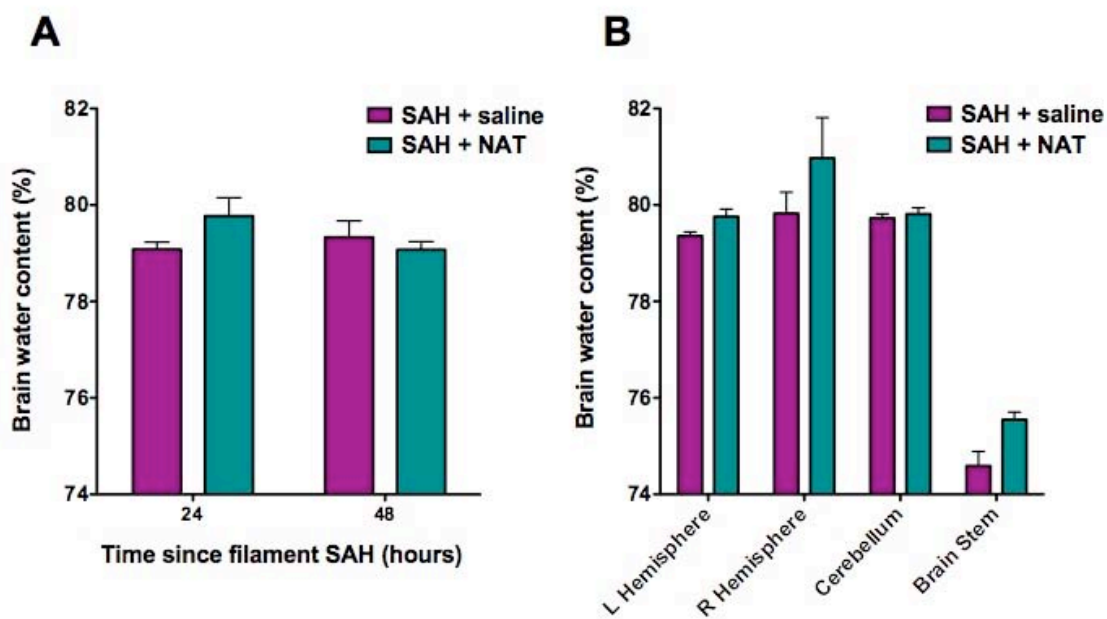 A
SAH + saline
SAH + NAT
Brain water content (%)
82
80
78
76
74
24
48
Time since filament SAH (hours)
B
SAH + saline
SAH + NAT
Brain water content (%)
82
80
78
76
74
L Hemisphere
R Hemisphere
Cerebellum
Brain Stem